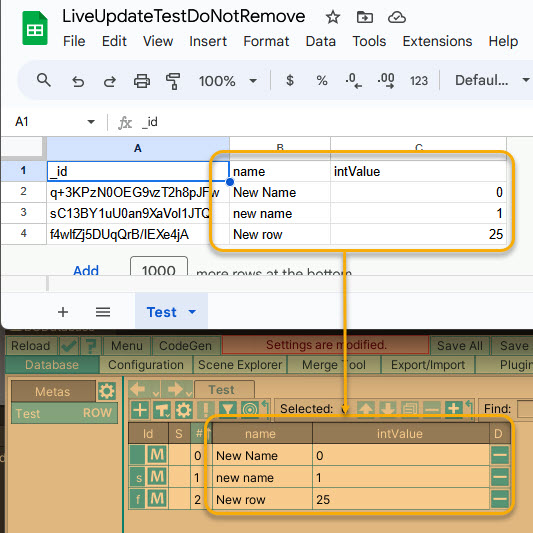 LiveUpdateTestDoNotRemove
File Edit View Insert Format Data Tools Extensions Help
100% $ % .0 .00 123 Defaul...
A1 fx _id
A B C
1 _id name intValue
2 New Name 0
3 new name 1
4 New row 25
Add 1000 more rows at the bottom
Test
Reload ? Menu CodeGen Settings are modified. Save All Save
Database Configuration Scene Explorer Merge Tool Export/Import Plugin
Metas Test
Test ROW Selected: Find:
Id S # name intValue D
M 0 New Name 0
s M 1 new name 1
f M 2 New row 25